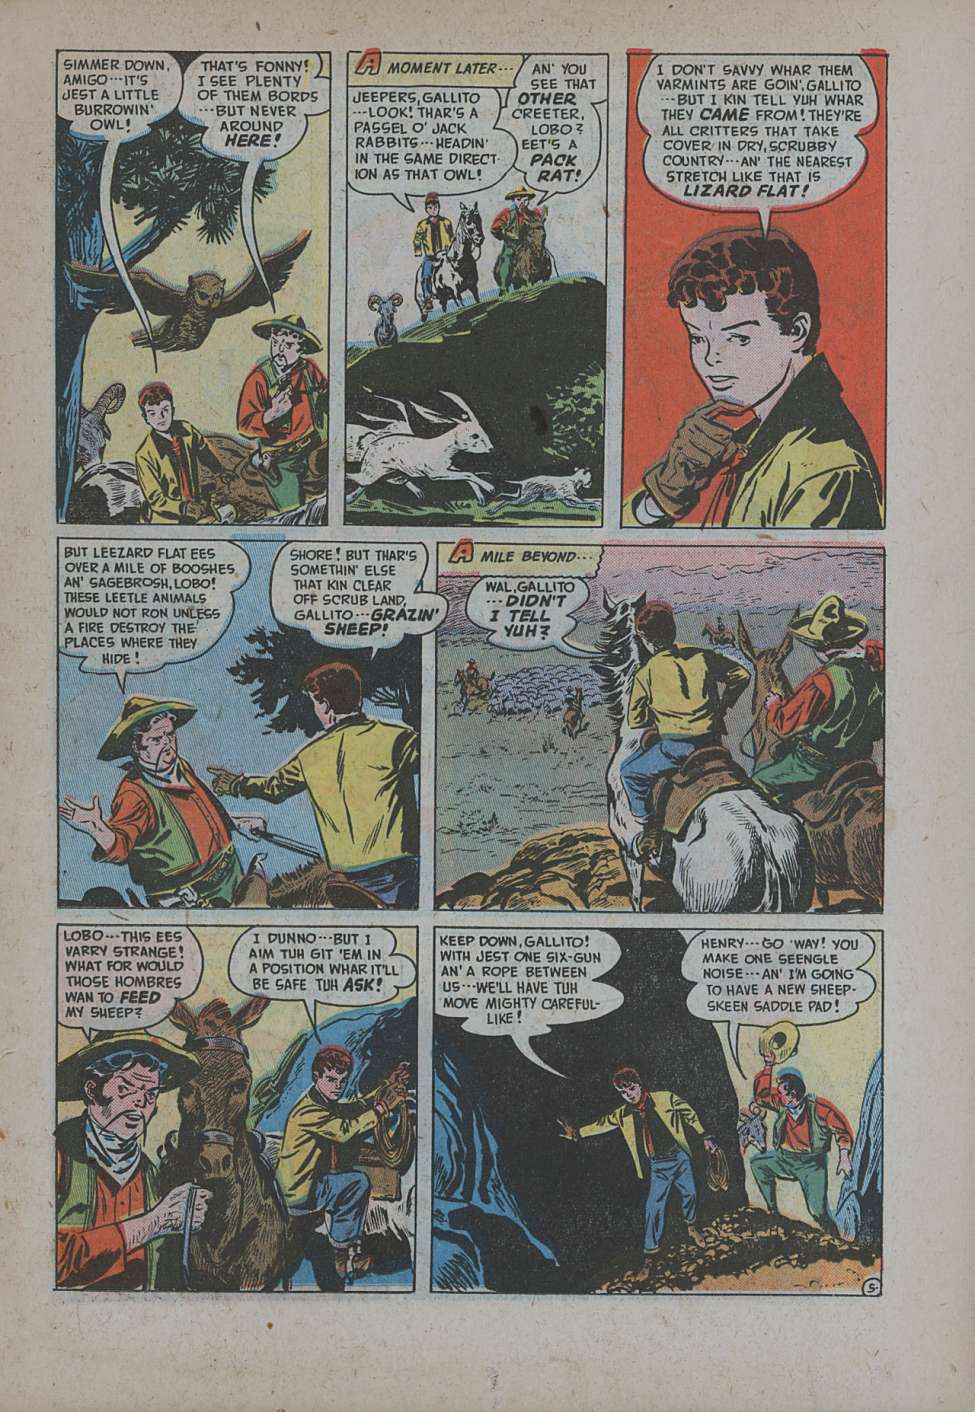 SIMMER DOWN,
AMIGO---IT'S
JEST A LITTLE
BURROWIN'
OWL!
THAT'S FONNY!
I SEE PLENTY
OF THEM BORDS
---BUT NEVER
AROUND
HERE!
A MOMENT LATER---
JEEPERS, GALLITO
---LOOK! THAR'S A
PASSEL O' JACK
RABBITS---HEADIN'
IN THE SAME DIRECT-
ION AS THAT OWL!
AN' YOU
SEE THAT
OTHER
CREETER,
LOBO?
EET'S A
PACK
RAT!
I DON'T SAVVY WHAR THEM
VARMINTS ARE GOIN', GALLITO
---BUT I KIN TELL YUH WHAR
THEY CAME FROM! THEY'RE
ALL CRITTERS THAT TAKE
COVER IN DRY, SCRUBBY
COUNTRY---AN' THE NEAREST
STRETCH LIKE THAT IS
LIZARD FLAT!
BUT LEEZARD FLAT EES
OVER A MILE OF BOOSHES
AN' SAGEBROSH, LOBO!
THESE LEETLE ANIMALS
WOULD NOT RON UNLESS
A FIRE DESTROY THE
PLACES WHERE THEY
HIDE!
SHORE! BUT THAR'S
SOMETHIN' ELSE
THAT KIN CLEAR
OFF SCRUB LAND,
GALLITO---GRAZIN'
SHEEP!
A MILE BEYOND---
WAL, GALLITO
---DIDN'T
I TELL
YUH?
LOBO---THIS EES
VARRY STRANGE!
WHAT FOR WOULD
THOSE HOMBRES
WAN TO FEED
MY SHEEP?
I DUNNO---BUT I
AIM TUH GIT 'EM IN
A POSITION WHAR IT'LL
BE SAFE TUH ASK!
KEEP DOWN, GALLITO!
WITH JEST ONE SIX-GUN
AN' A ROPE BETWEEN
US---WE'LL HAVE TUH
MOVE MIGHTY CAREFUL-
LIKE!
HENRY---GO 'WAY! YOU
MAKE ONE SEENGLE
NOISE---AN' I'M GOING
TO HAVE A NEW SHEEP-
SKEEN SADDLE PAD!
5